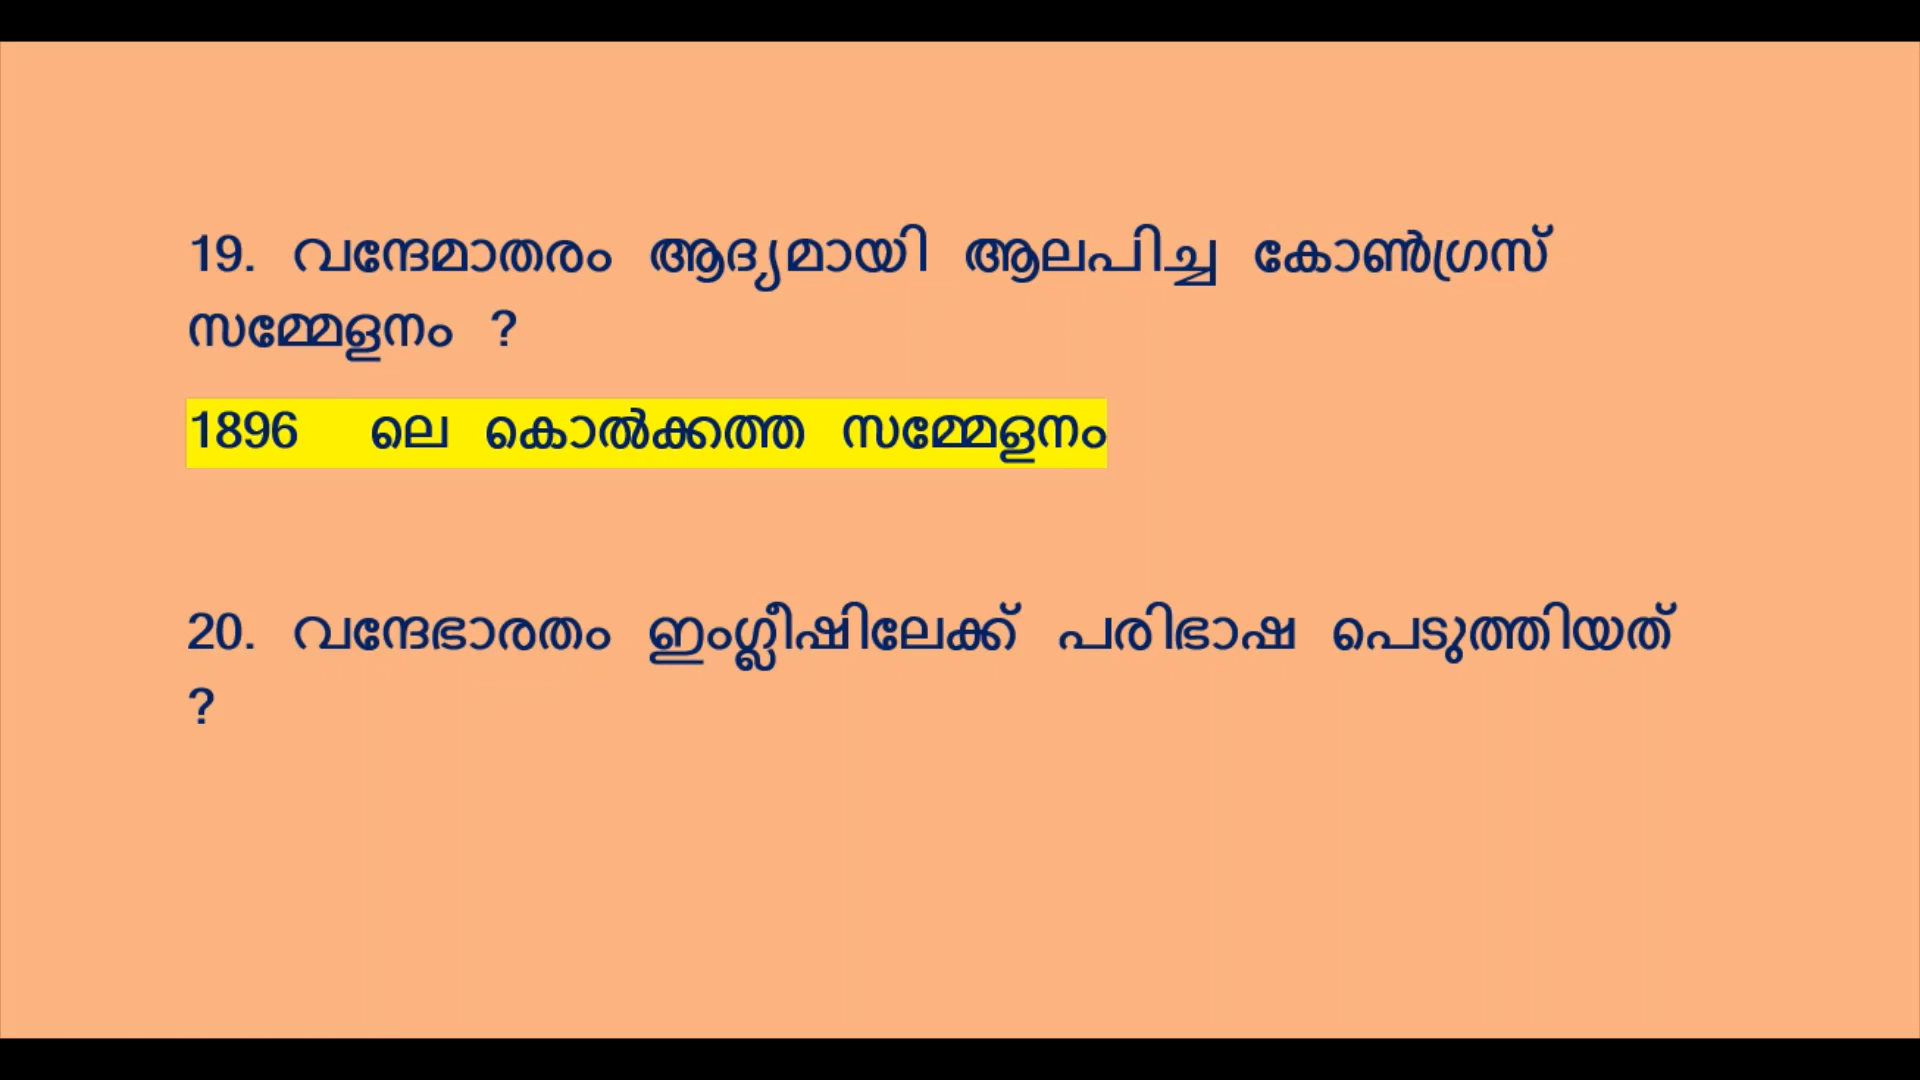 19. വന്ദേമാതരം ആദ്യമായി ആലപിച്ച കോൺഗ്രസ്
സമ്മേളനം ?
1896 ലെ കൊൽക്കത്ത സമ്മേളനം
20. വന്ദേഭാരതം ഇംഗ്ലീഷിലേക്ക് പരിഭാഷ പെടുത്തിയത്
?